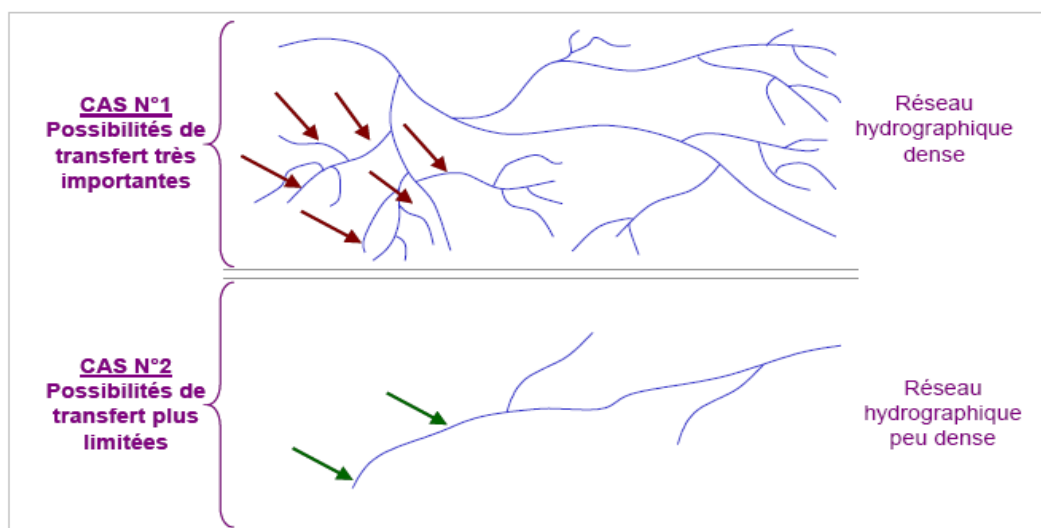 CAS N°1
Possibilités de
transfert très
importantes
Réseau
hydrographique
dense
CAS N°2
Possibilités de
transfert plus
limitées
Réseau
hydrographique
peu dense